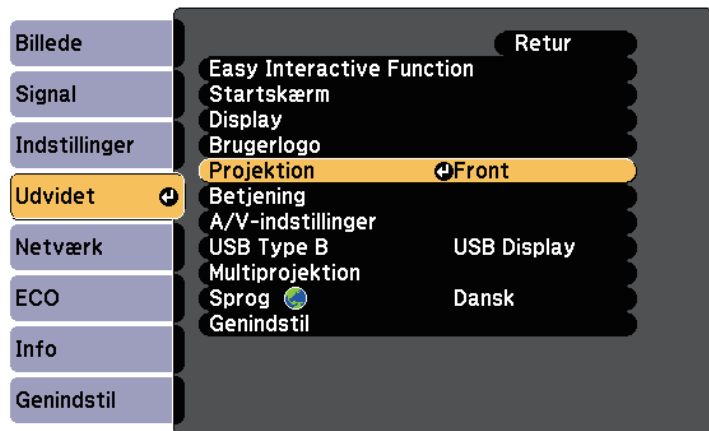 Billede
Signal
Indstillinger
Udvidet
Netværk
ECO
Info
Genindstil
Retur
Easy Interactive Function
Startskærm
Display
Brugerlogo
Projektion Front
Betjening
A/V-indstillinger
USB Type B USB Display
Multiprojektion
Sprog Dansk
Genindstil